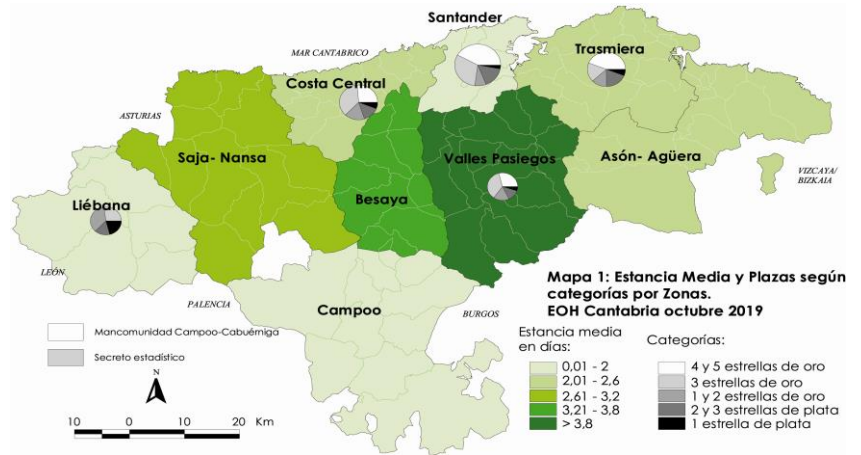 Santander
MAR CANTABRICO
Trasmiera
Costa Central
ASTURIAS
Saja- Nansa
Valles Pasiegos
Asón- Agüera
VIZCAYA/
BIZKAIA
Besaya
Liébana
LEÓN
PALENCIA
Campoo
BURGOS
Mapa 1: Estancia Media y Plazas según
categorías por Zonas.
EOH Cantabria octubre 2019
Mancomunidad Campoo-Cabuérniga
Secreto estadístico
N
10 0 10 20 Km
Estancia media
en días:
0,01 - 2
2,01 - 2,6
2,61 - 3,2
3,21 - 3,8
> 3,8
Categorías:
4 y 5 estrellas de oro
3 estrellas de oro
1 y 2 estrellas de oro
2 y 3 estrellas de plata
1 estrella de plata